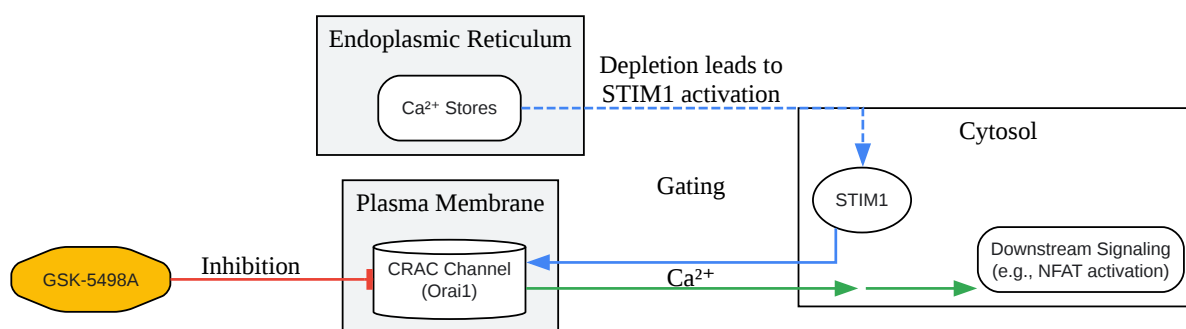 Endoplasmic Reticulum
Ca²⁺ Stores
Depletion leads to
STIM1 activation
Cytosol
Plasma Membrane
Gating
STIM1
GSK-5498A
Inhibition
CRAC Channel
(Orai1)
Ca²⁺
Downstream Signaling
(e.g., NFAT activation)